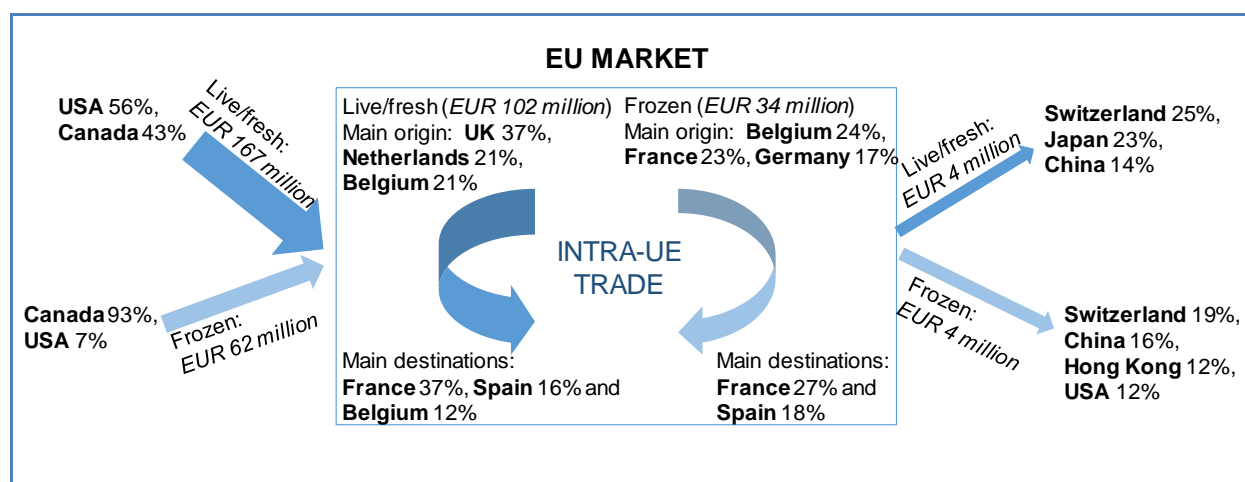 EU MARKET
USA 56%,
Canada 43%
Live/fresh:
EUR 167 million
Canada 93%,
USA 7%
Frozen:
EUR 62 million
Live/fresh (EUR 102 million)
Main origin: UK 37%,
Netherlands 21%,
Belgium 21%
Frozen (EUR 34 million)
Main origin: Belgium 24%,
France 23%, Germany 17%
INTRA-UE
TRADE
Main destinations:
France 37%, Spain 16% and
Belgium 12%
Main destinations:
France 27% and
Spain 18%
Live/fresh:
EUR 4 million
Switzerland 25%,
Japan 23%,
China 14%
Frozen:
EUR 4 million
Switzerland 19%,
China 16%,
Hong Kong 12%,
USA 12%